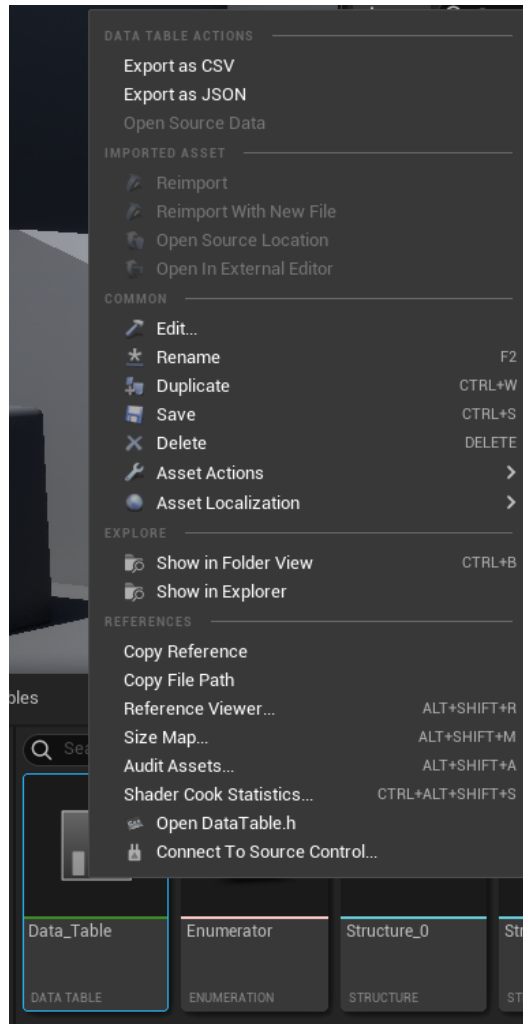 DATA TABLE ACTIONS
Export as CSV
Export as JSON
Open Source Data
IMPORTED ASSET
Reimport
Reimport With New File
Open Source Location
Open In External Editor
COMMON
Edit...
Rename F2
Duplicate CTRL+W
Save CTRL+S
Delete DELETE
Asset Actions
Asset Localization
EXPLORE
Show in Folder View CTRL+B
Show in Explorer
REFERENCES
Copy Reference
Copy File Path
Reference Viewer... ALT+SHIFT+R
Size Map... ALT+SHIFT+M
Audit Assets... ALT+SHIFT+A
Shader Cook Statistics... CTRL+ALT+SHIFT+S
Open DataTable.h
Connect To Source Control...
bles
Sea
Data_Table Enumerator Structure_0 Str
DATA TABLE ENUMERATION STRUCTURE ST